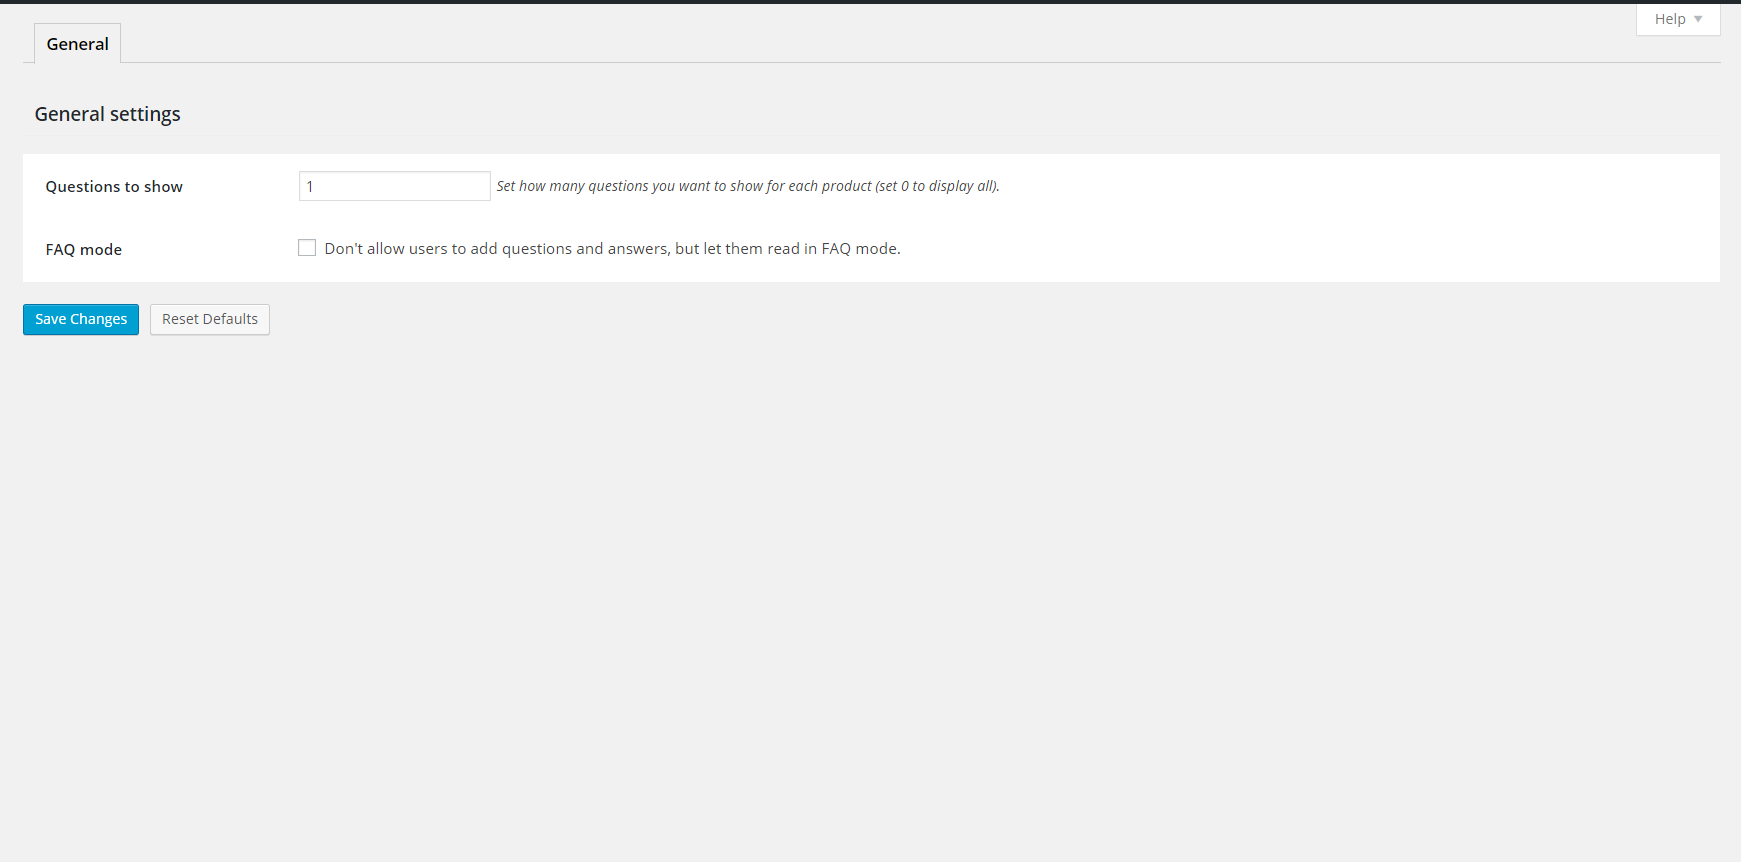 Help
General
General settings
Questions to show
1
Set how many questions you want to show for each product (set 0 to display all).
FAQ mode
Don't allow users to add questions and answers, but let them read in FAQ mode.
Save Changes
Reset Defaults